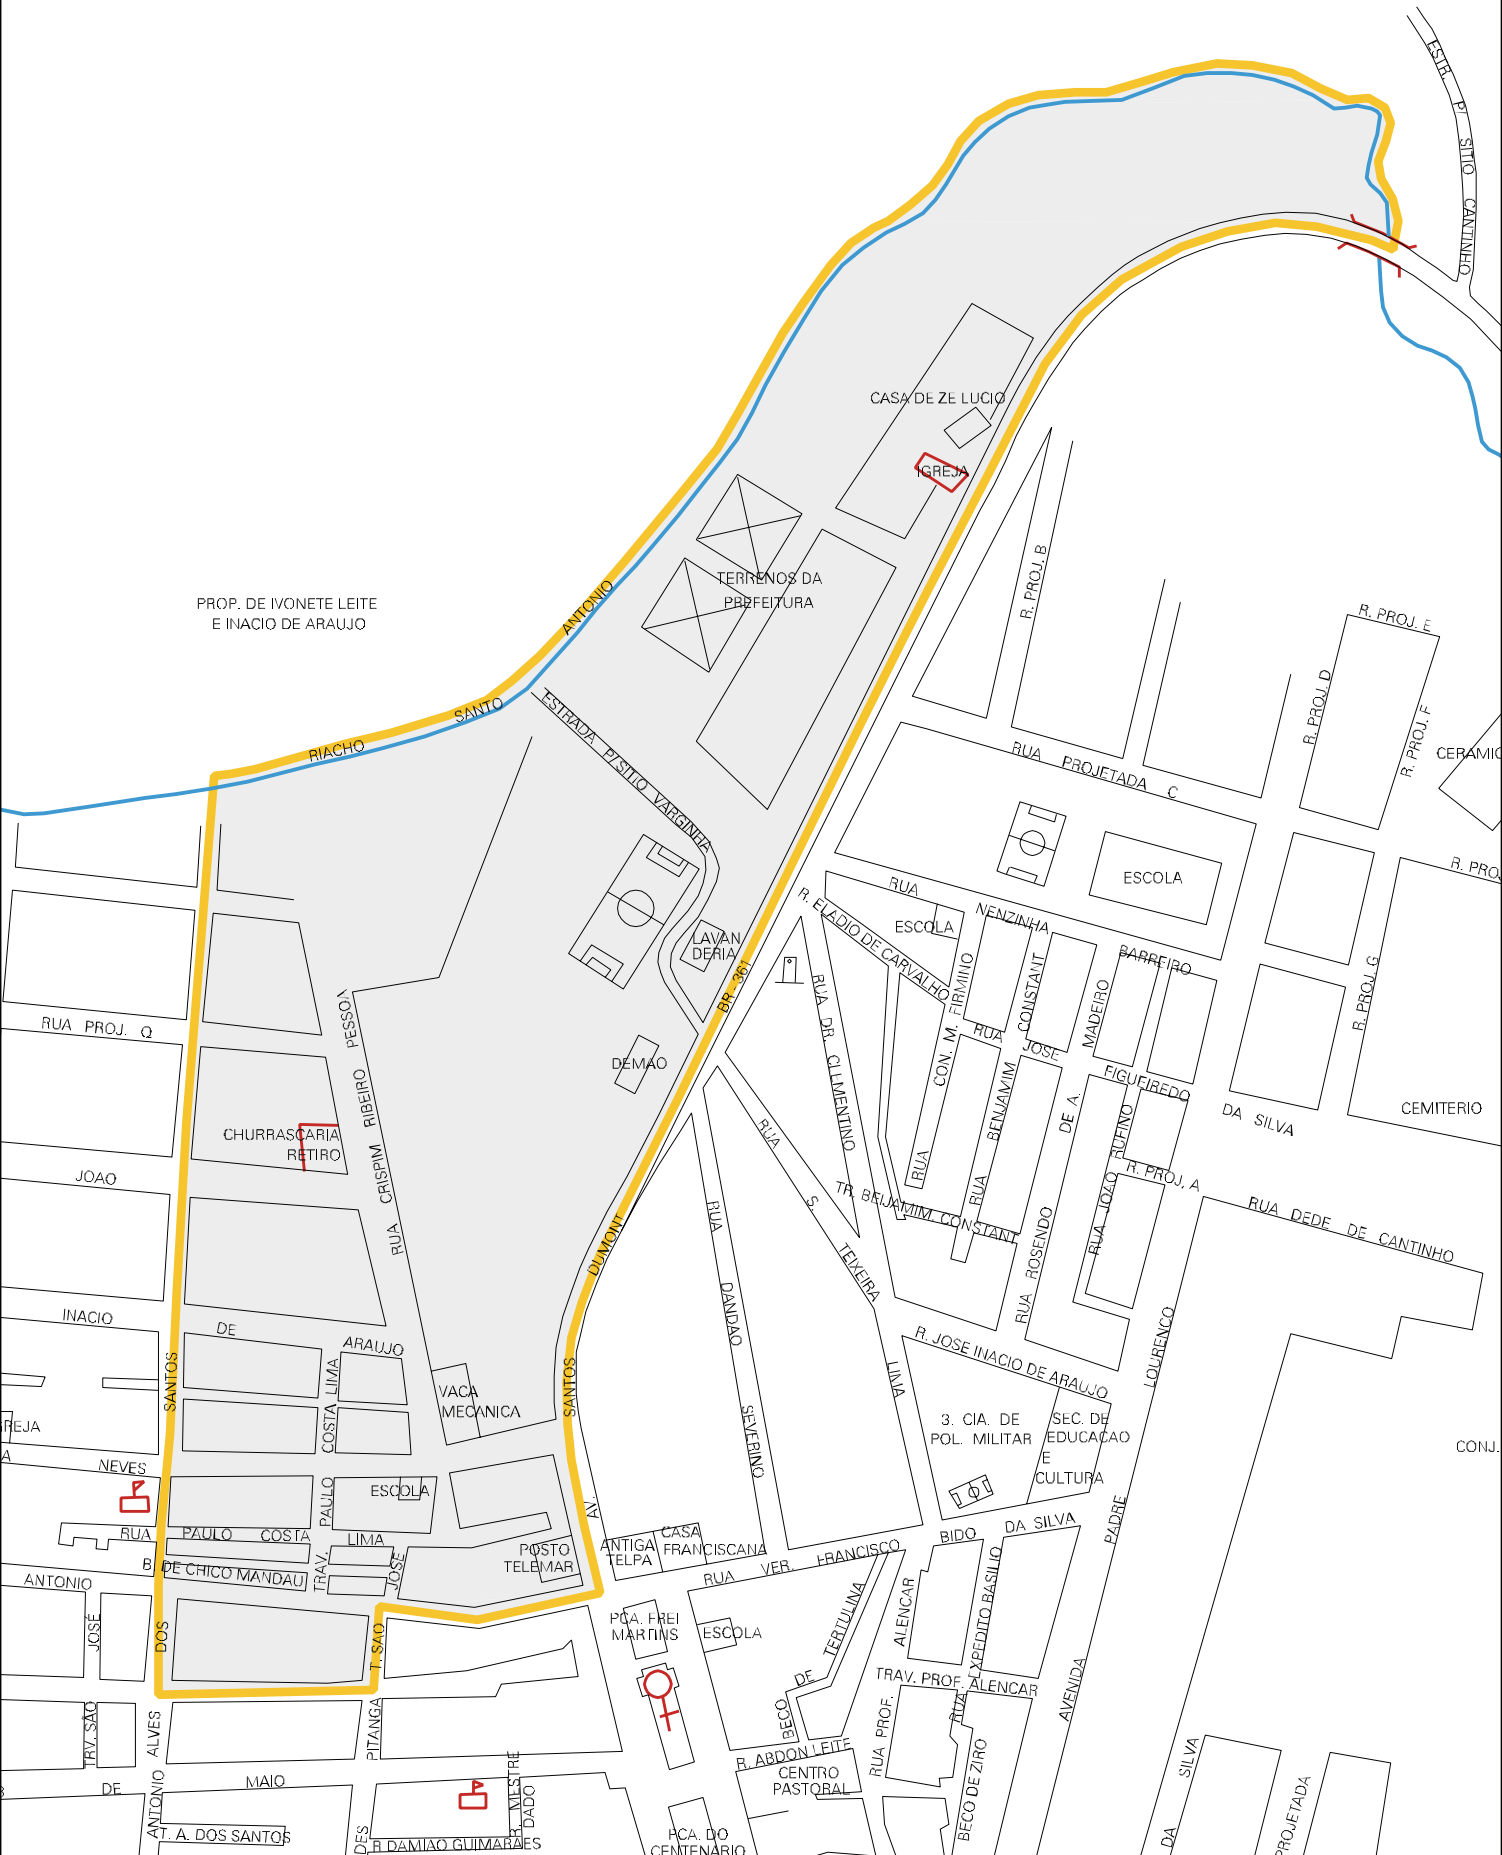 ESTR. P/ SITIO CANTINHO
CASA DE ZE LUCIO
IGREJA
TERRENOS DA
PREFEITURA
R. PROJ. B
PROP. DE IVONETE LEITE
E INACIO DE ARAUJO
RIACHO SANTO ANTONIO
R. PROJ. E
R. PROJ. D
R. PROJ. F
ESTRADA P/SITIO VARGINHA
RUA PROJETADA C
CERAMIC
ESCOLA
R. PRO
RUA NENZINHA BARREIRO
R. ELADIO DE CARVALHO
ESCOLA
LAVAN
DERIA
BR - 361
R. PROJ. G
RUA PROJ. Q
RUA DR. CLEMENTINO
RUA CON. M. FIRMINO
RUA BENJAMIM CONSTANT
MADEIRO
RUA JOSE FIGUEIREDO DA SILVA
DEMAO
CEMITERIO
RUA CRISPIM RIBEIRO PESSOA
CHURRASCARIA
RETIRO
RUA S. TEIXEIRA
DE A.
RUA JOAO RUFINO
R. PROJ. A
JOAO
TR. BEIJAMIM. CONSTANT
RUA DEDE DE CANTINHO
RUA ROSENDO
DUMONT
RUA DANDAO SEVERINO
INACIO DE ARAUJO
R. JOSE INACIO DE ARAUJO
LOURENCO
SANTOS
SANTOS
COSTA LIMA
VACA
MECANICA
LINIA
3. CIA. DE
POL. MILITAR
SEC. DE
EDUCACAO
E
CULTURA
REJA
A
NEVES
CONJ.
PAULO
ESCOLA
AV.
PADRE
RUA PAULO COSTA LIMA
B. DE CHICO MANDAU
TRAV.
JOSE
POSTO
TELEMAR
ANTIGA
TELPA
CASA
FRANCISCANA
RUA VER. FRANCISCO BIDO DA SILVA
ANTONIO
JOSÉ
DOS
T. SAO
PCA. FREI
MARTINS
ESCOLA
BECO DE TERTULINA
ALENCAR
RUA EXPEDITO BASILIO
TRAV. PROF. ALENCAR
AVENIDA
RUA PROF.
TRV. SÃO
ALVES
PITANGA
R. ABDON LEITE
CENTRO
PASTORAL
BECO DE ZIRO
DA SILVA
PROJETADA
DE MAIO
ANTONIO
R. MESTRE
DADO
T. A. DOS SANTOS
DES
R DAMIAO GUIMARAES
PCA. DO
CENTENARIO